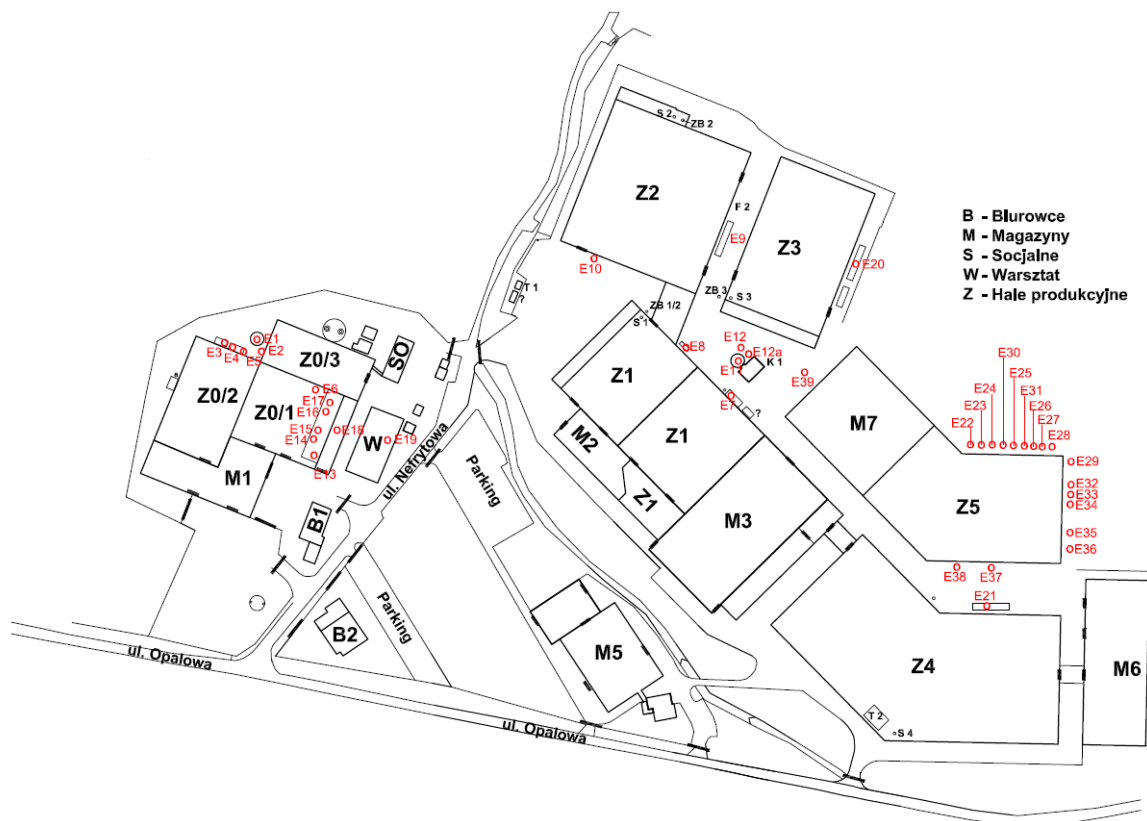 S 2
ZB 2
Z2
F 2
E9
Z3
E20
E10
B - Biurowce
M - Magazyny
S - Socjalne
W - Warsztat
Z - Hale produkcyjne
T 1
?
ZB 3
S 3
ZB 1/2
S 1
E8
E12
E12a
K 1
E7
?
E39
E1
E2
E3
E4
E5
Z0/3
SO
Z0/2
Z0/1
E6
E17
E16
E15
E14
E18
E13
W
E19
M1
B1
ul. Nefrytowa
Parking
Parking
B2
Z1
Z1
M2
Z1
M3
M7
Z5
E30
E25
E24
E31
E23
E26
E22
E27
E28
E29
E32
E33
E34
E35
E36
E38
E37
E21
Z4
M6
T 2
S 4
M5
ul. Opalowa
ul. Opalowa